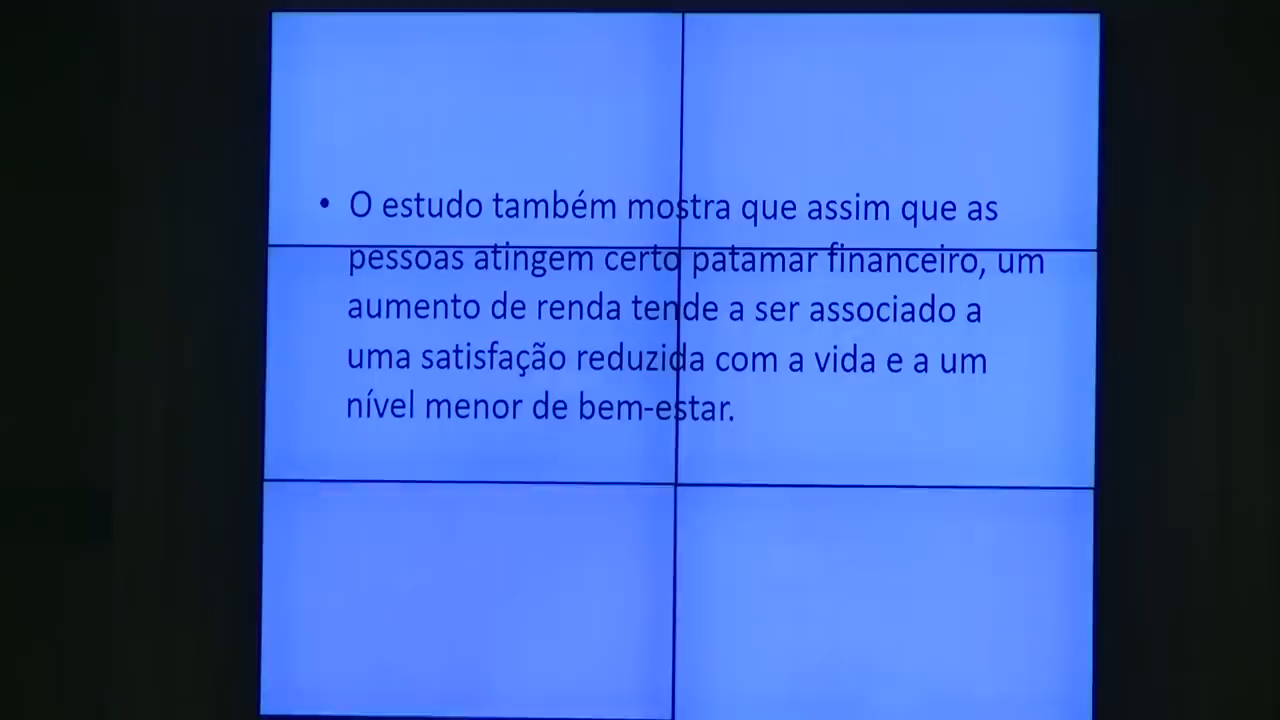 • O estudo também mostra que assim que as
pessoas atingem certo patamar financeiro, um
aumento de renda tende a ser associado a
uma satisfação reduzida com a vida e a um
nível menor de bem-estar.